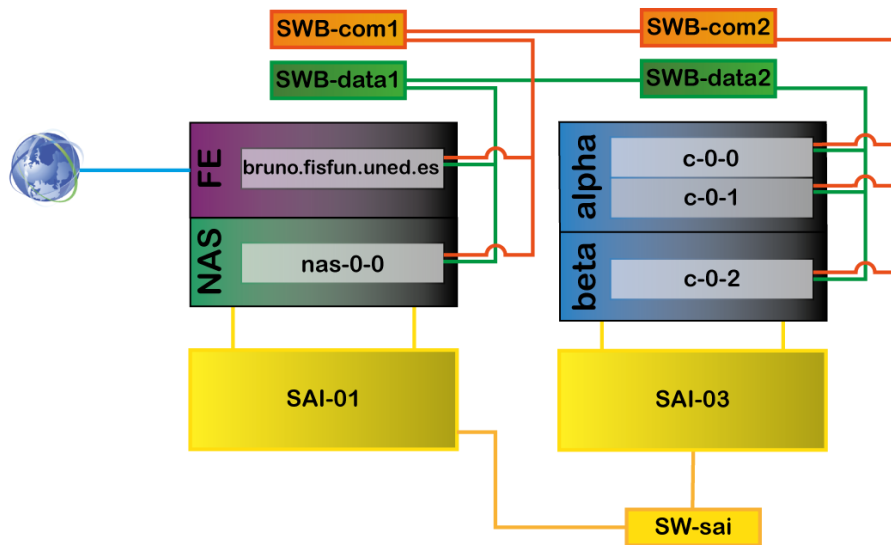 SWB-com1
SWB-com2
SWB-data1
SWB-data2
FE
bruno.fisfun.uned.es
NAS
nas-0-0
alpha
c-0-0
c-0-1
beta
c-0-2
SAI-01
SAI-03
SW-sai